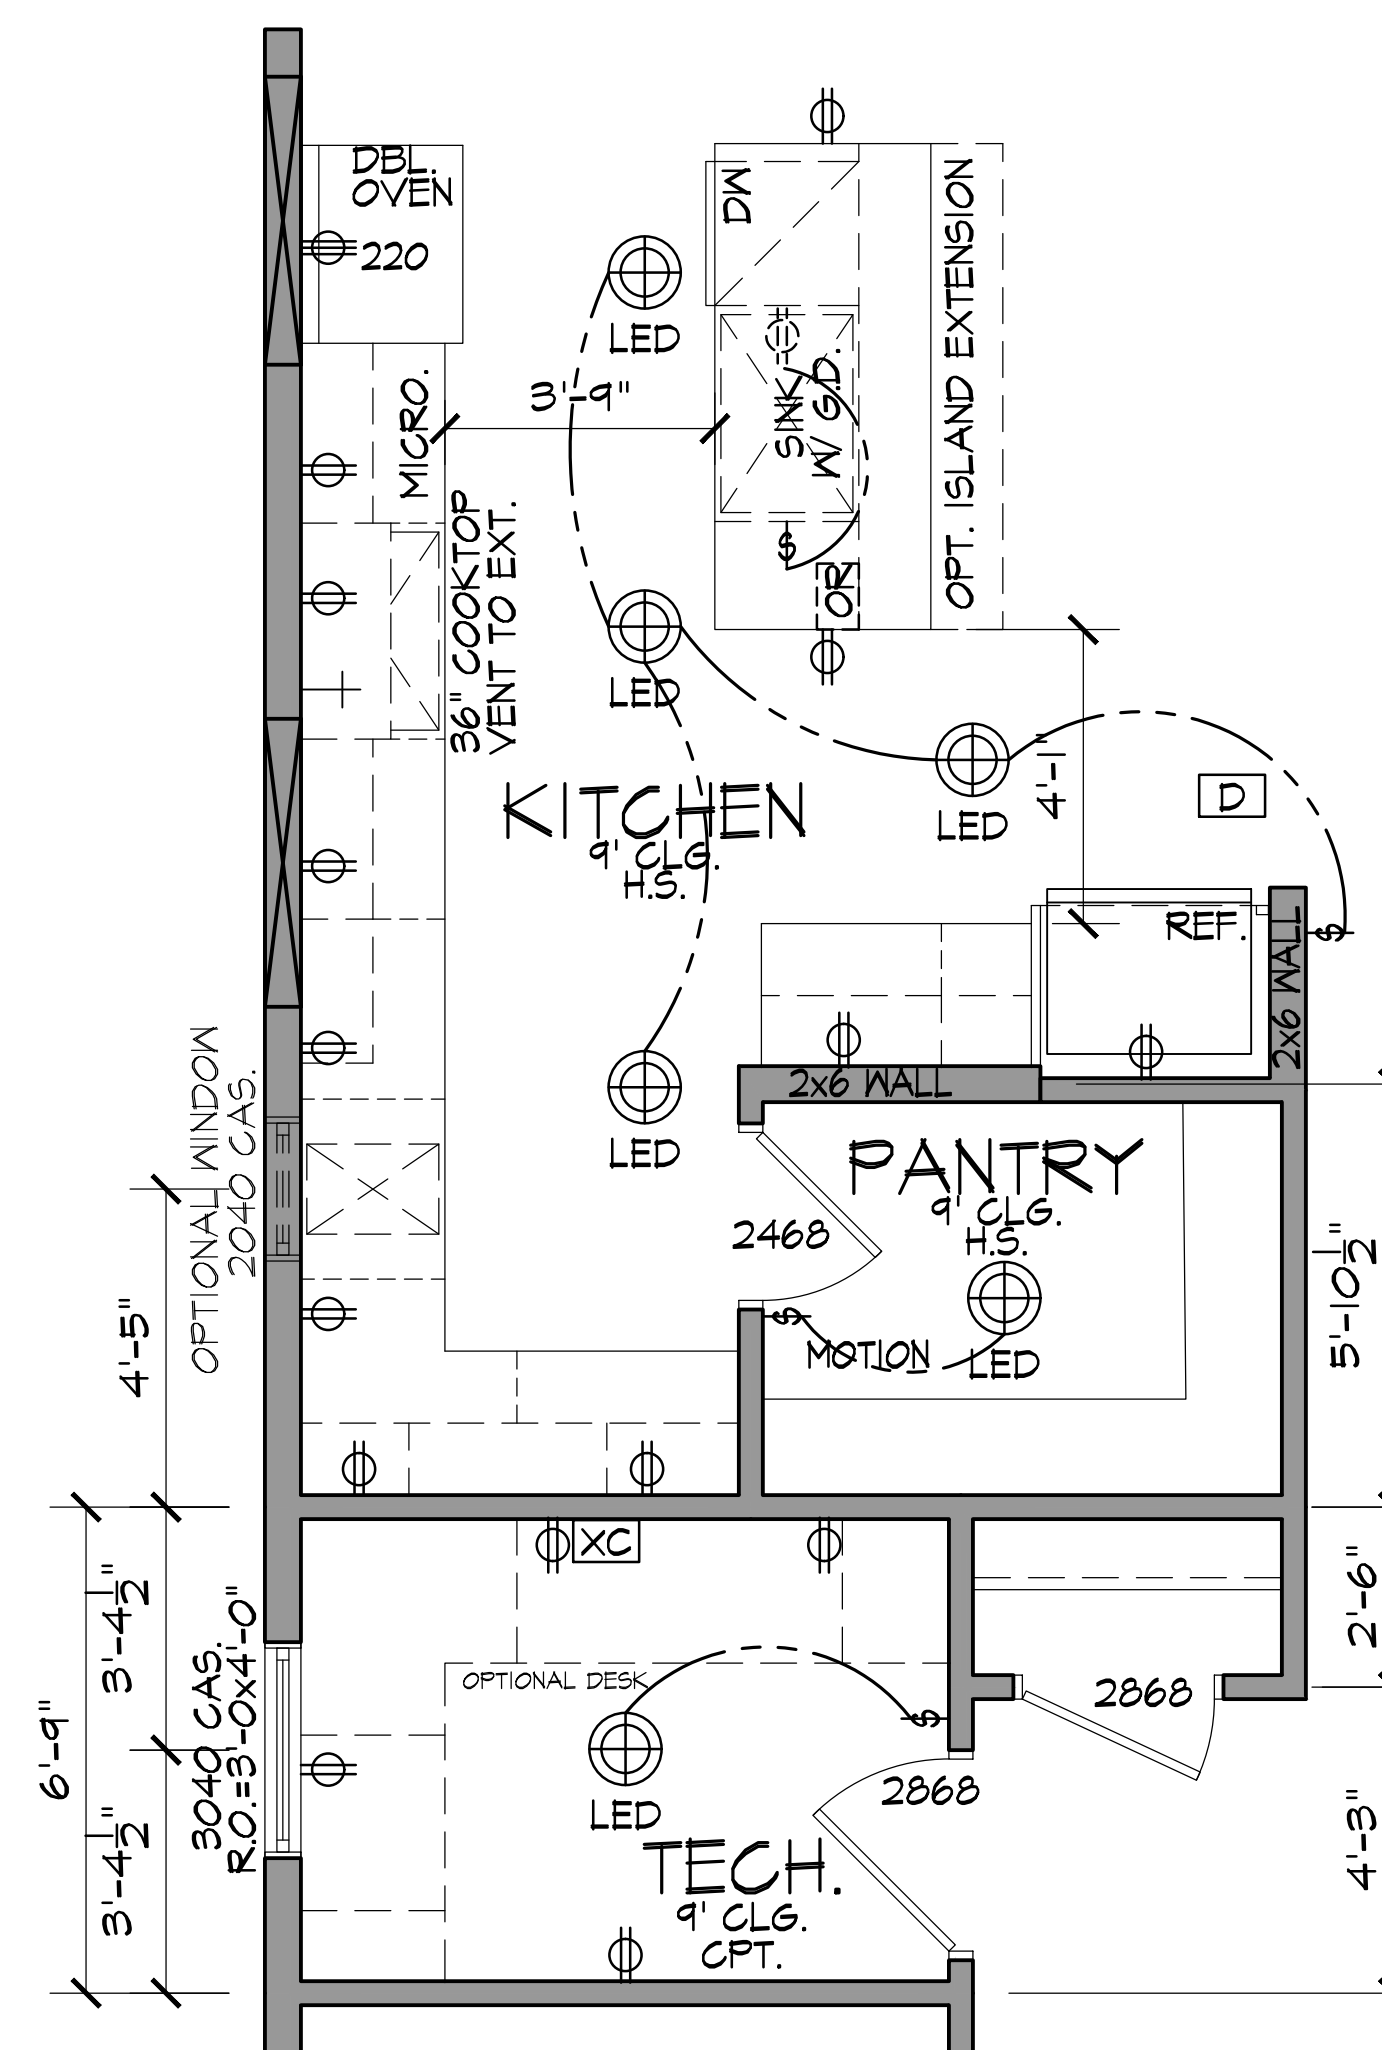 DBL.
OVEN
220
DW
OPT. ISLAND EXTENSION
LED
3'-9"
MICRO.
SINK
W/ G.D.
$
OR
36" COOKTOP
VENT TO EXT.
LED
LED
4'-1"
D
KITCHEN
9' CLG.
H.S.
REF.
$
2x6 WALL
2x6 WALL
OPTIONAL WINDOW
2040 CAS.
LED
PANTRY
9' CLG.
H.S.
2468
$
MOTION
LED
4'-5"
5'-10 1/2"
XC
3'-4 1/2"
2'-6"
3040 CAS.
R.O.=3'-0x4'-0"
OPTIONAL DESK
$
2868
6'-9"
LED
2868
3'-4 1/2"
4'-3"
TECH.
9' CLG.
CPT.